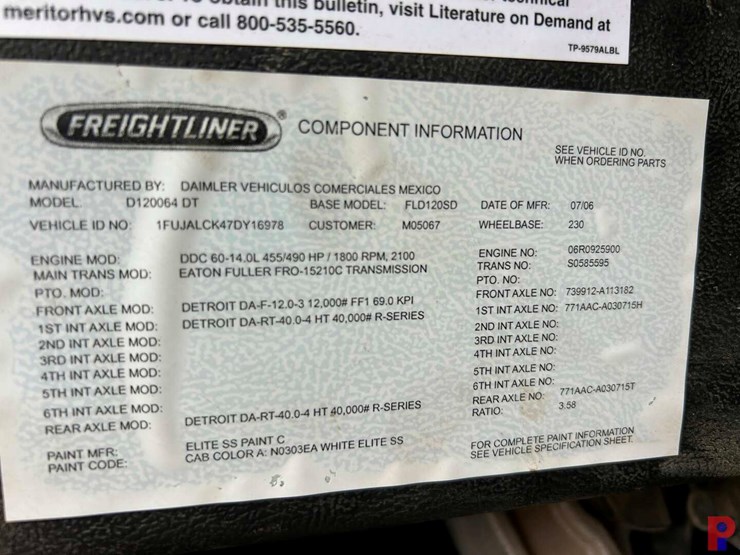 this bulletin, visit Literature on Demand at
meritorhvs.com or call 800-535-5560.
TP-9579ALBL
FREIGHTLINER® COMPONENT INFORMATION
SEE VEHICLE ID NO.
WHEN ORDERING PARTS
MANUFACTURED BY: DAIMLER VEHICULOS COMERCIALES MEXICO
MODEL: D120064 DT BASE MODEL: FLD120SD DATE OF MFR: 07/06
VEHICLE ID NO: 1FUJALCK47DY16978 CUSTOMER: M05067 WHEELBASE: 230
ENGINE MOD: DDC 60-14.0L 455/490 HP / 1800 RPM, 2100 ENGINE NO: 06R0925900
MAIN TRANS MOD: EATON FULLER FRO-15210C TRANSMISSION TRANS NO: S0585595
PTO. MOD: PTO. NO:
FRONT AXLE MOD: DETROIT DA-F-12.0-3 12,000# FF1 69.0 KPI FRONT AXLE NO: 739912-A113182
1ST INT AXLE MOD: DETROIT DA-RT-40.0-4 HT 40,000# R-SERIES 1ST INT AXLE NO: 771AAC-A030715H
2ND INT AXLE MOD: 2ND INT AXLE NO:
3RD INT AXLE MOD: 3RD INT AXLE NO:
4TH INT AXLE MOD: 4TH INT AXLE NO:
5TH INT AXLE MOD: 5TH INT AXLE NO:
6TH INT AXLE MOD: 6TH INT AXLE NO:
REAR AXLE MOD: DETROIT DA-RT-40.0-4 HT 40,000# R-SERIES REAR AXLE NO: 771AAC-A030715T
RATIO: 3.58
PAINT MFR: ELITE SS PAINT C
PAINT CODE: CAB COLOR A: N0303EA WHITE ELITE SS
FOR COMPLETE PAINT INFORMATION
SEE VEHICLE SPECIFICATION SHEET.